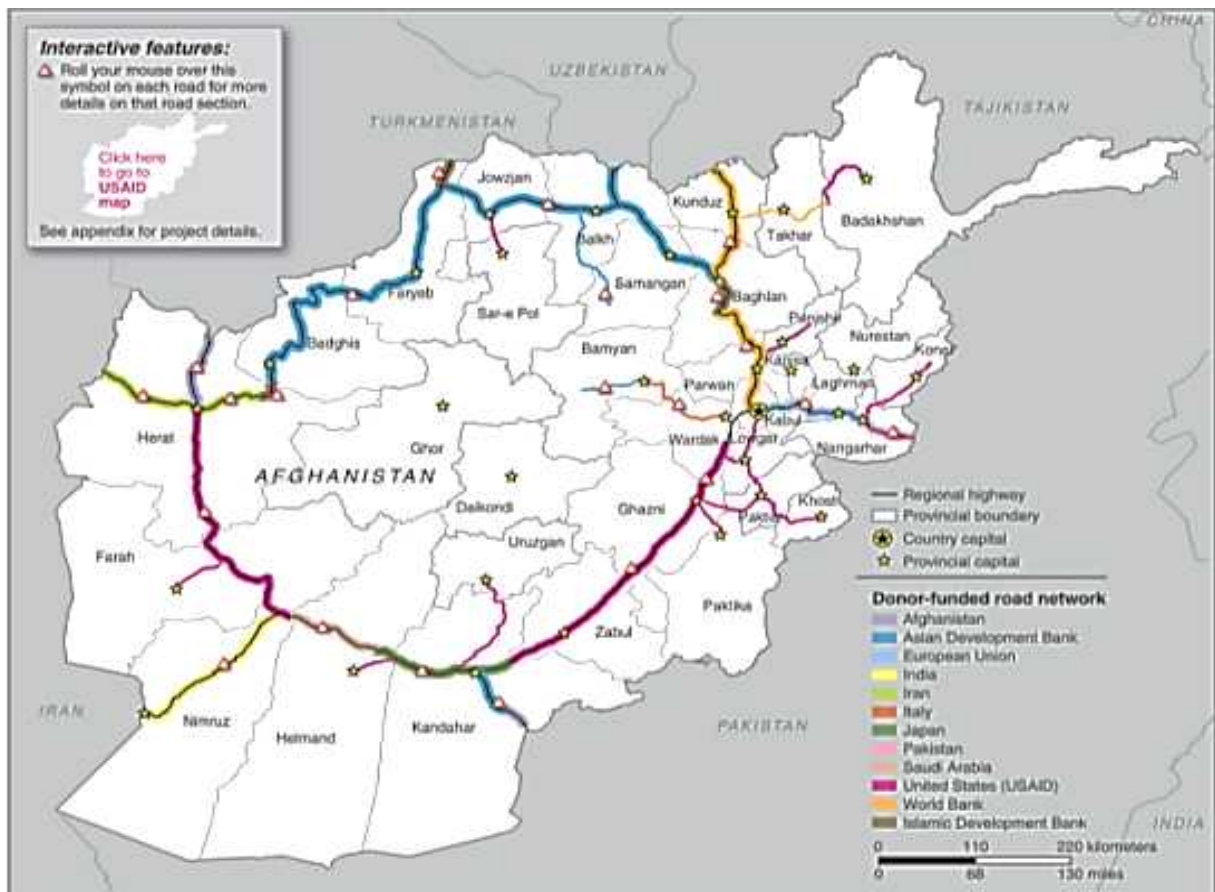 Interactive features:
Roll your mouse over this
symbol on each road for more
details on that road section.
Click here
to go to
USAID
map
See appendix for project details.
CHINA
UZBEKISTAN
TAJIKISTAN
TURKMENISTAN
Jowzjan
Kunduz
Badakhshan
Takhar
Balkh
Samangan
Faryab
Baghlan
Sar-e Pol
Panjshir
Nurestan
Badghis
Bamyan
Kapisa
Konar
Parwan
Laghman
Kabul
Herat
Wardak
Lowgar
Nangarhar
Ghor
AFGHANISTAN
Daikondi
Ghazni
Khost
Paktia
Uruzgan
Farah
Paktika
Zabul
Nimruz
Helmand
Kandahar
IRAN
PAKISTAN
INDIA
Regional highway
Provincial boundary
Country capital
Provincial capital
Donor-funded road network
Afghanistan
Asian Development Bank
European Union
India
Iran
Italy
Japan
Pakistan
Saudi Arabia
United States (USAID)
World Bank
Islamic Development Bank
0 110 220 kilometers
0 68 130 miles